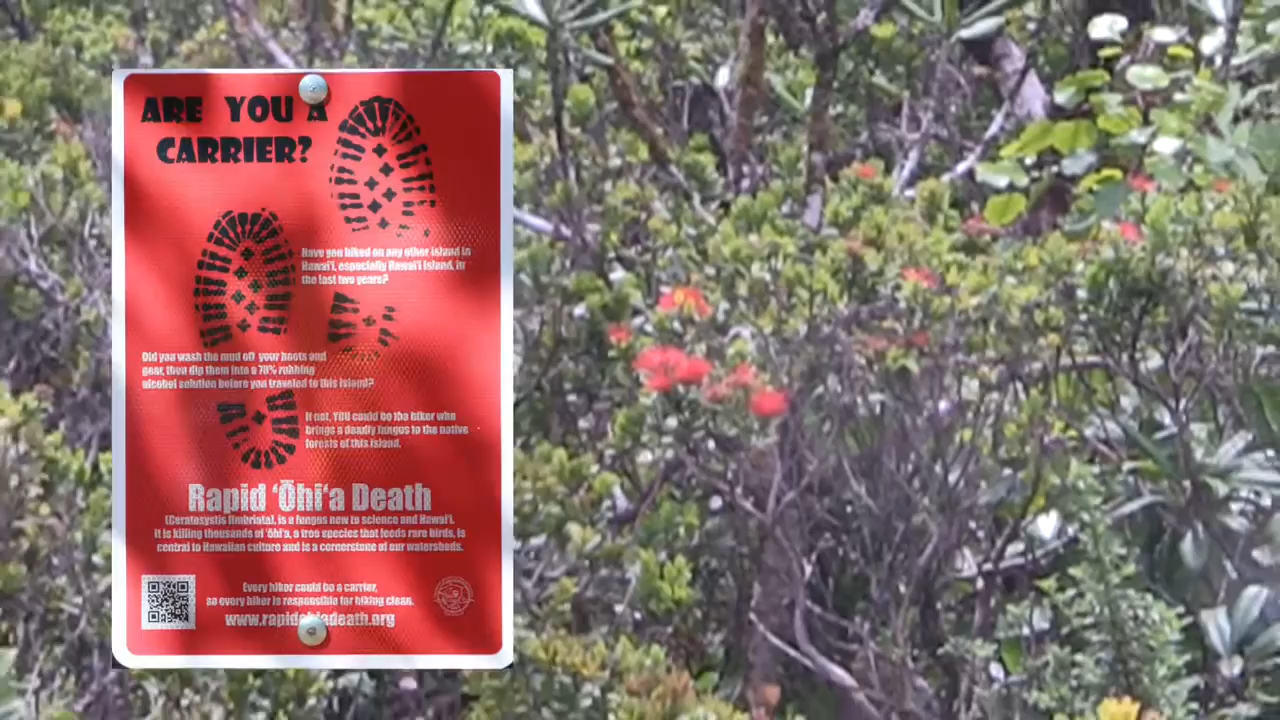 ARE YOU A
CARRIER?
Have you hiked on any other island in
Hawai'i, especially Hawai'i Island, in
the last two years?
Did you wash the mud off your boots and
gear, then dip them into a 70% rubbing
alcohol solution before you traveled to this island?
If not, YOU could be the hiker who
brings a deadly fungus to the native
forests of this island.
Rapid ʻŌhiʻa Death
(Ceratosystis fimbriata), is a fungus new to science and Hawai'i.
It is killing thousands of 'ōhi'a, a tree species that feeds rare birds, is
central to Hawaiian culture and is a cornerstone of our watersheds.
Every hiker could be a carrier,
so every hiker is responsible for hiking clean.
www.rapidohiadeath.org